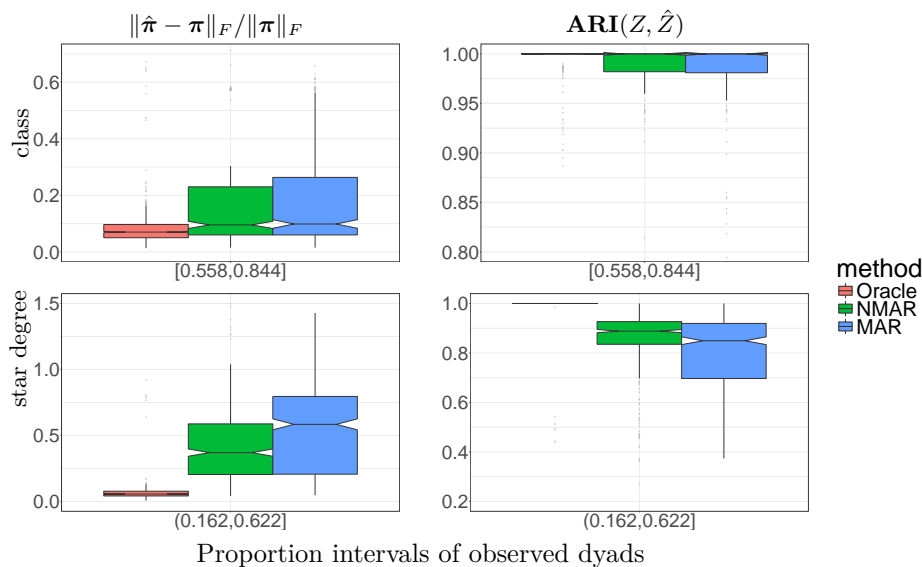 ‖π̂ − π‖F/‖π‖F
ARI(Z, Ẑ)
class
0.6
0.4
0.2
0.0
[0.558,0.844]
1.00
0.95
0.90
0.85
0.80
[0.558,0.844]
star degree
1.5
1.0
0.5
0.0
(0.162,0.622]
1.0
0.8
0.6
0.4
0.2
(0.162,0.622]
method
Oracle
NMAR
MAR
Proportion intervals of observed dyads